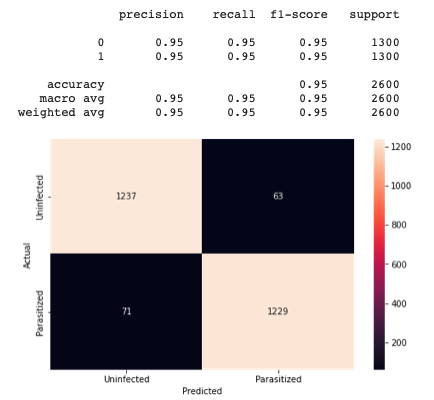 precision recall f1-score support
0 0.95 0.95 0.95 1300
1 0.95 0.95 0.95 1300
accuracy 0.95 2600
macro avg 0.95 0.95 0.95 2600
weighted avg 0.95 0.95 0.95 2600
Actual
Uninfected
Parasitized
1237 63
71 1229
Uninfected Parasitized
Predicted
1200
1000
800
600
400
200